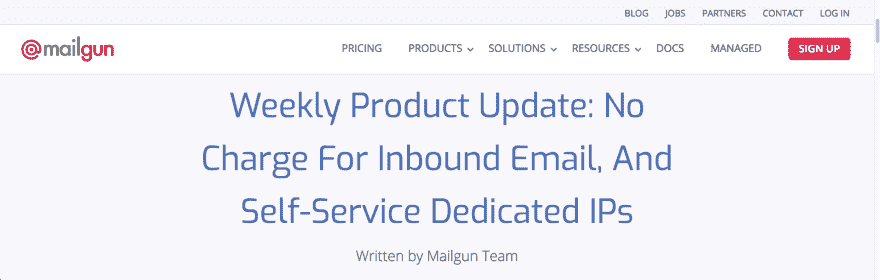 BLOG JOBS PARTNERS CONTACT LOG IN
@mailgun PRICING PRODUCTS SOLUTIONS RESOURCES DOCS MANAGED SIGN UP
Weekly Product Update: No
Charge For Inbound Email, And
Self-Service Dedicated IPs
Written by Mailgun Team